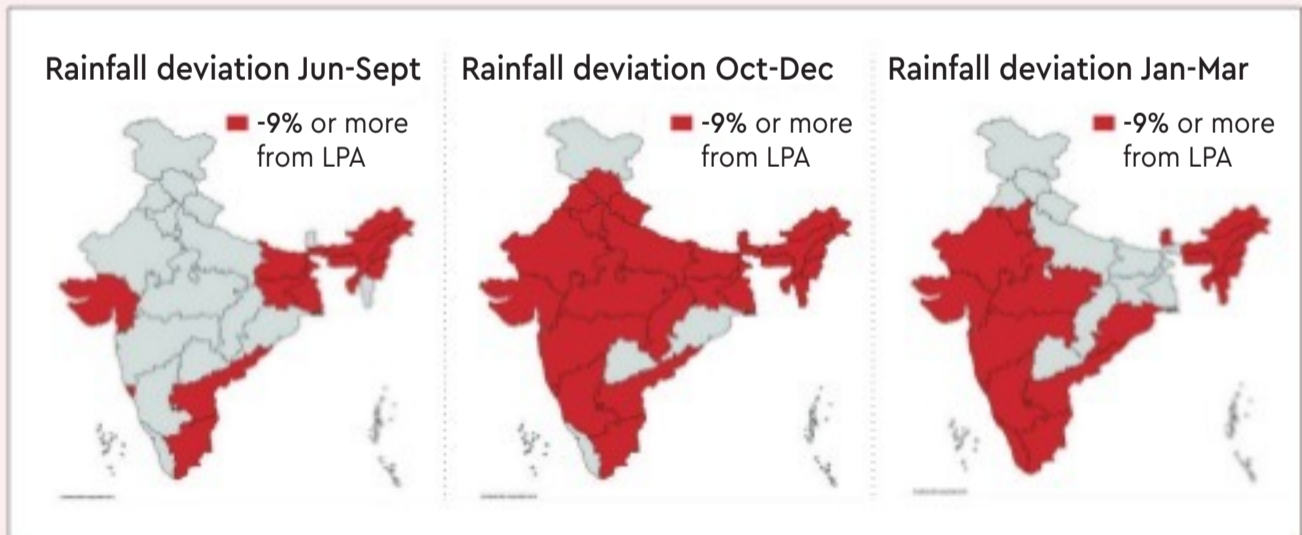 Rainfall deviation Jun-Sept
-9% or more
from LPA
Rainfall deviation Oct-Dec
-9% or more
from LPA
Rainfall deviation Jan-Mar
-9% or more
from LPA